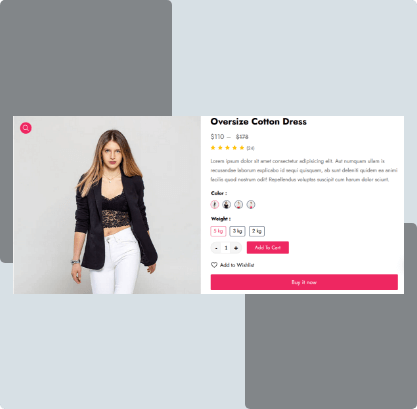 Oversize Cotton Dress
$110 – $178
(24)
Lorem ipsum dolor sit amet consectetur adipisicing elit. Aut numquam ullam is
recusandae laborum explicabo id sequi quisquam, ab sunt deleniti quidem ea animi
facilis quod nostrum odit! Repellendus voluptas suscipit cum harum dolor sciunt.
Color :
Weight :
5 kg 3 kg 2 kg
- 1 + Add To Cart
Add to Wishlist
Buy it now